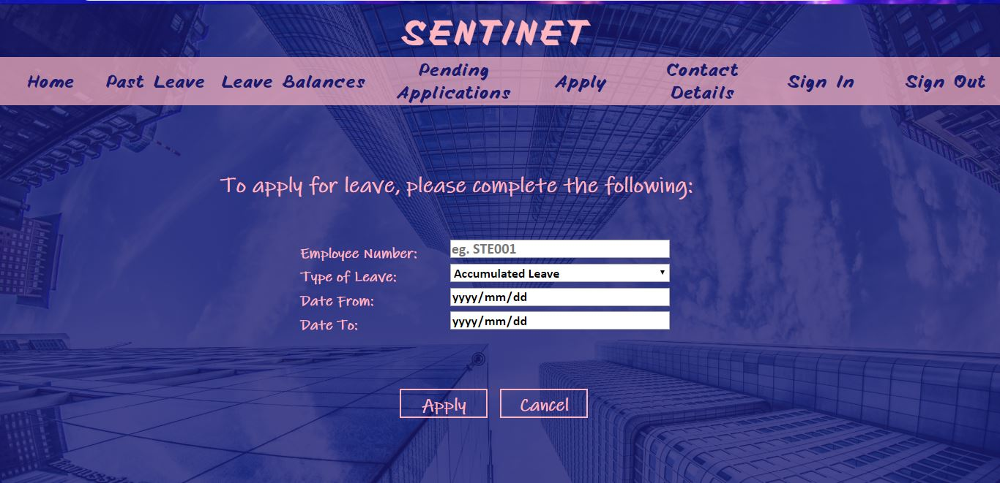 SENTINET
Home Past Leave Leave Balances Pending Applications Apply Contact Details Sign In Sign Out
To apply for leave, please complete the following:
Employee Number: eg. STE001
Type of Leave: Accumulated Leave
Date From: yyyy/mm/dd
Date To: yyyy/mm/dd
Apply Cancel